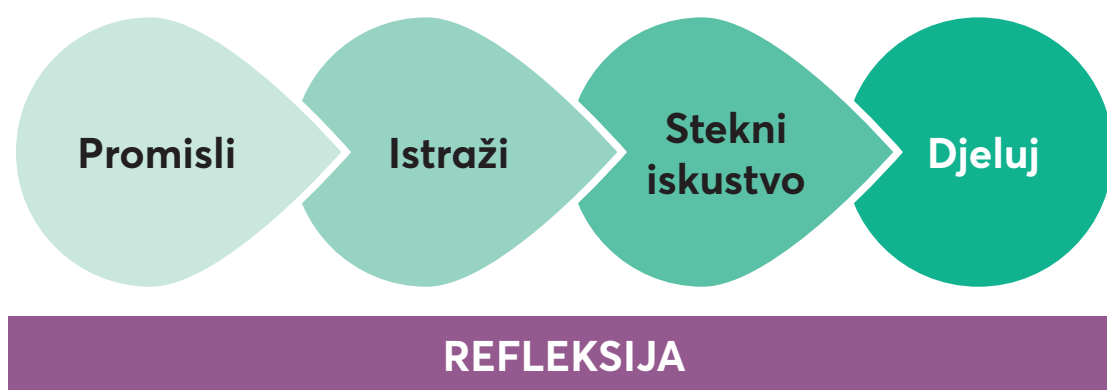 Promisli
Istraži
Stekni
iskustvo
Djeluj
REFLEKSIJA